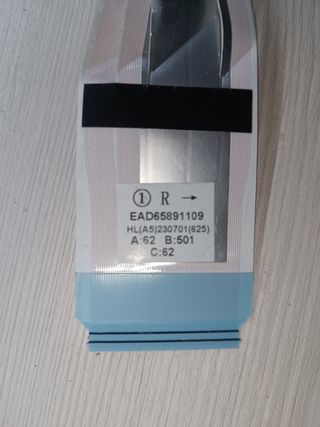 ① R →
EAD65891109
HL(A5)230701(625)
A:62 B:501
C:62